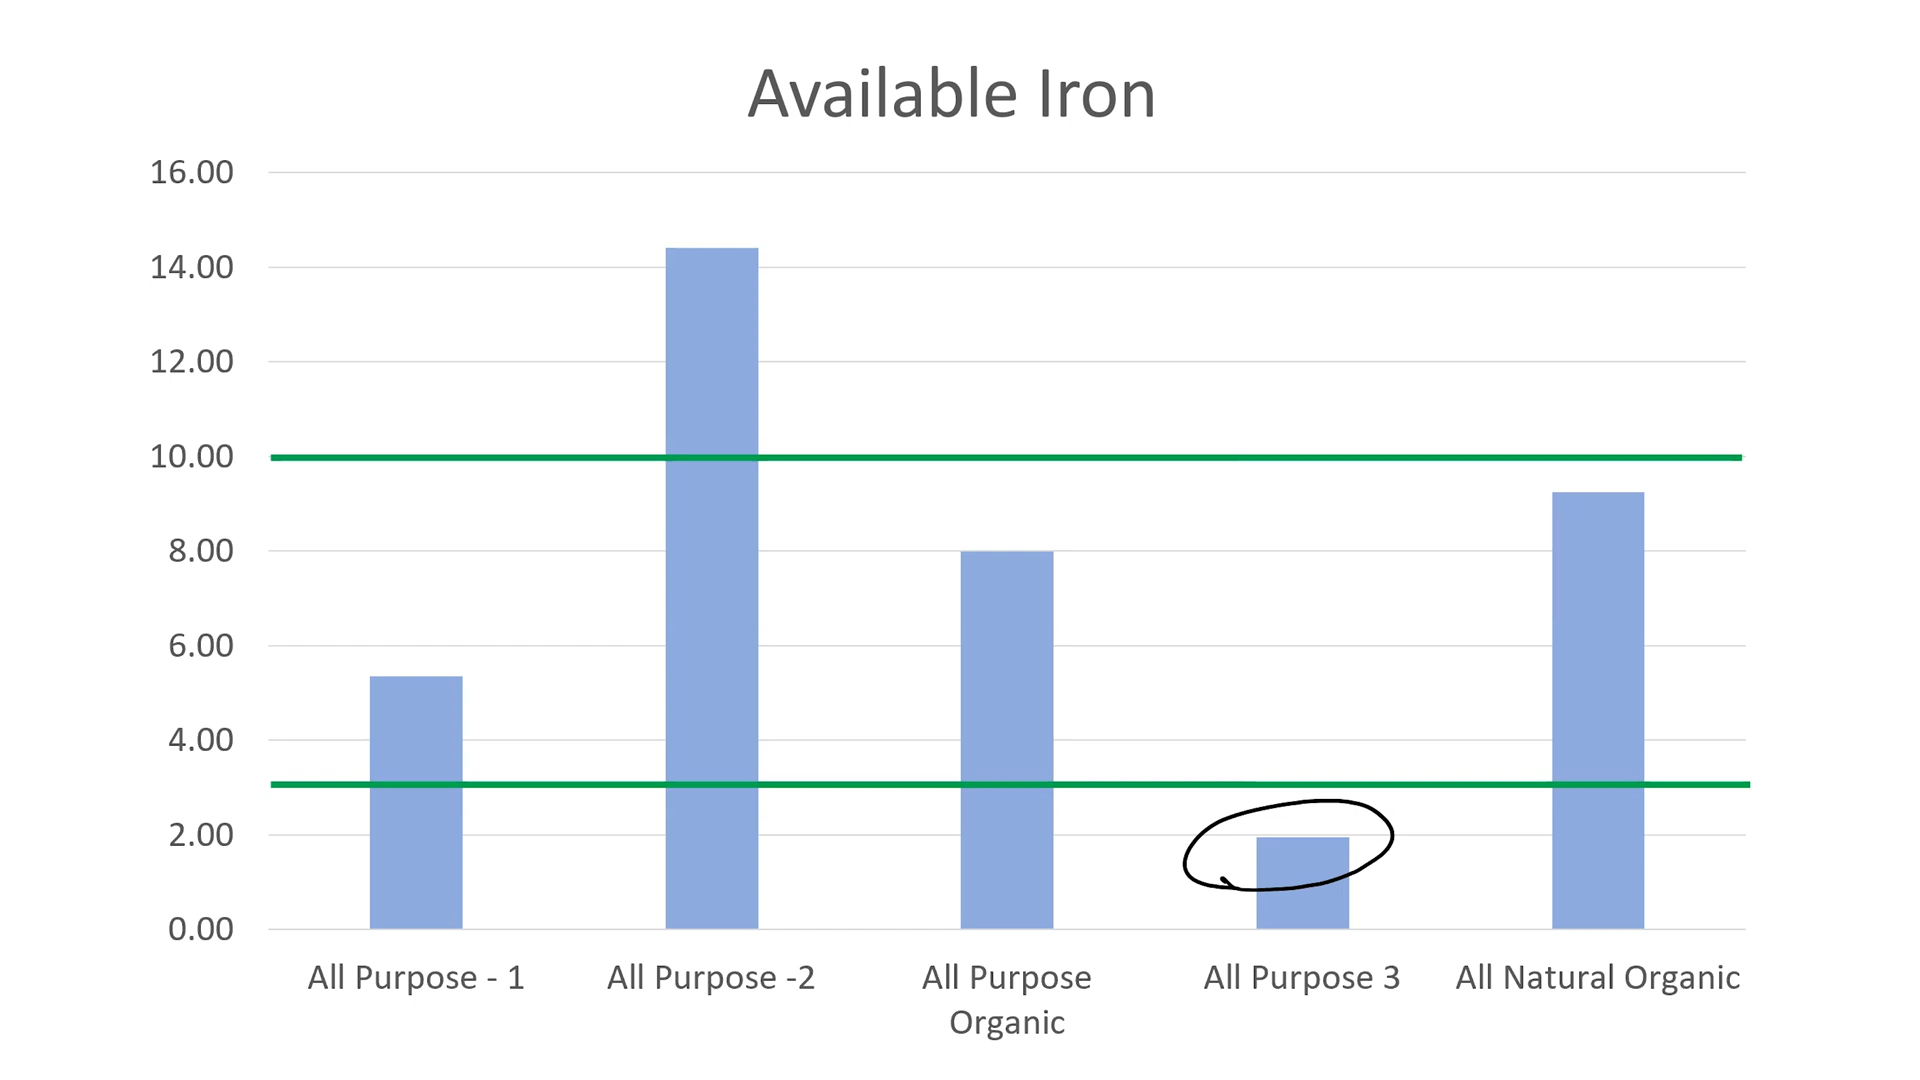 Available Iron
16.00
14.00
12.00
10.00
8.00
6.00
4.00
2.00
0.00
All Purpose - 1
All Purpose -2
All Purpose
Organic
All Purpose 3
All Natural Organic